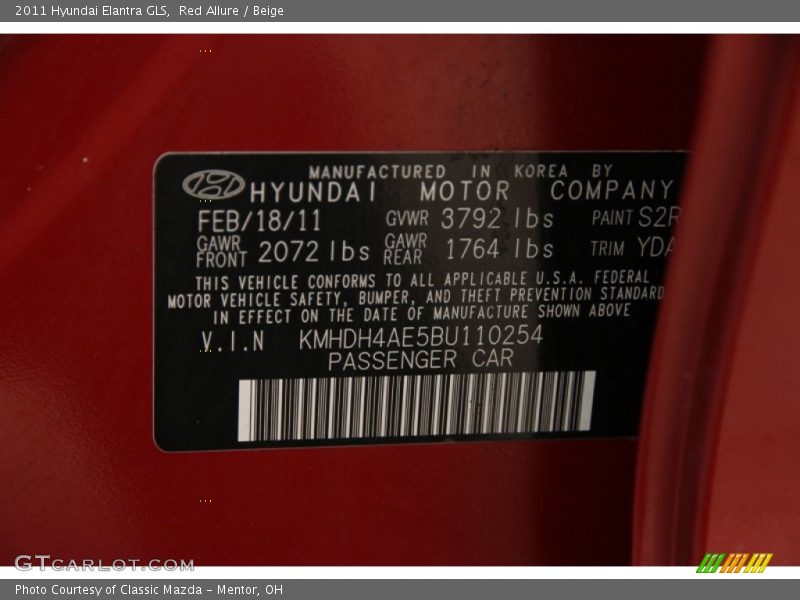 2011 Hyundai Elantra GLS,  Red Allure / Beige
MANUFACTURED IN KOREA BY
HYUNDAI MOTOR COMPANY
FEB/18/11 GVWR 3792 lbs PAINT S2R
GAWR FRONT 2072 lbs GAWR REAR 1764 lbs TRIM YDA
THIS VEHICLE CONFORMS TO ALL APPLICABLE U.S.A. FEDERAL
MOTOR VEHICLE SAFETY, BUMPER, AND THEFT PREVENTION STANDARD
IN EFFECT ON THE DATE OF MANUFACTURE SHOWN ABOVE
V.I.N KMHDH4AE5BU110254
PASSENGER CAR
GTcarlot.com
Photo Courtesy of Classic Mazda - Mentor, OH